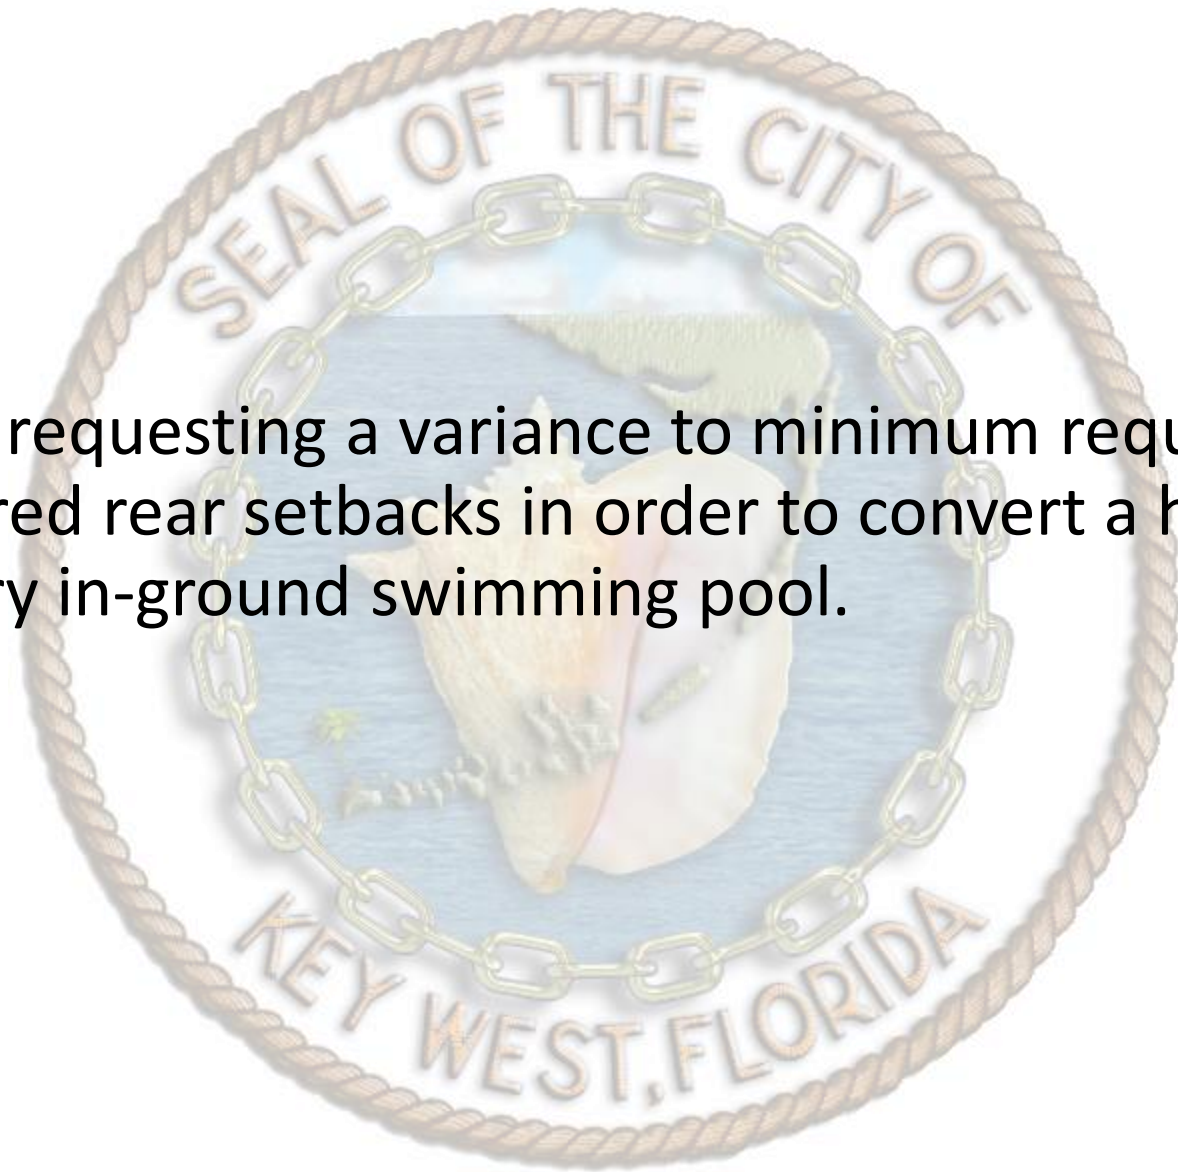 SEAL OF THE CITY OF
requesting a variance to minimum requ
red rear setbacks in order to convert a h
ry in-ground swimming pool.
KEY WEST, FLORIDA